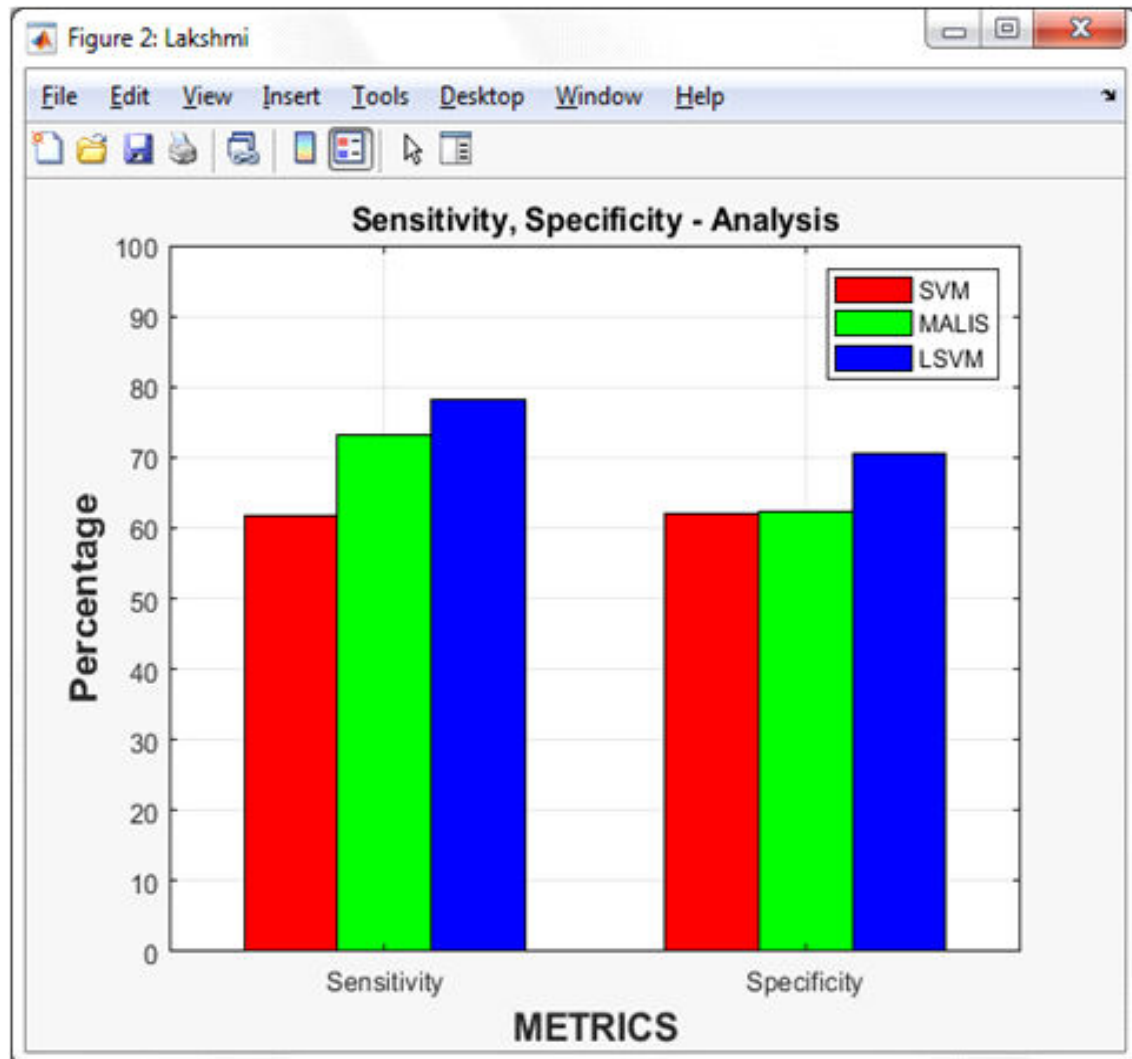 Figure 2: Lakshmi
File Edit View Insert Tools Desktop Window Help
Sensitivity, Specificity - Analysis
100
90
80
70
60
50
40
30
20
10
0
Percentage
SVM
MALIS
LSVM
Sensitivity Specificity
METRICS